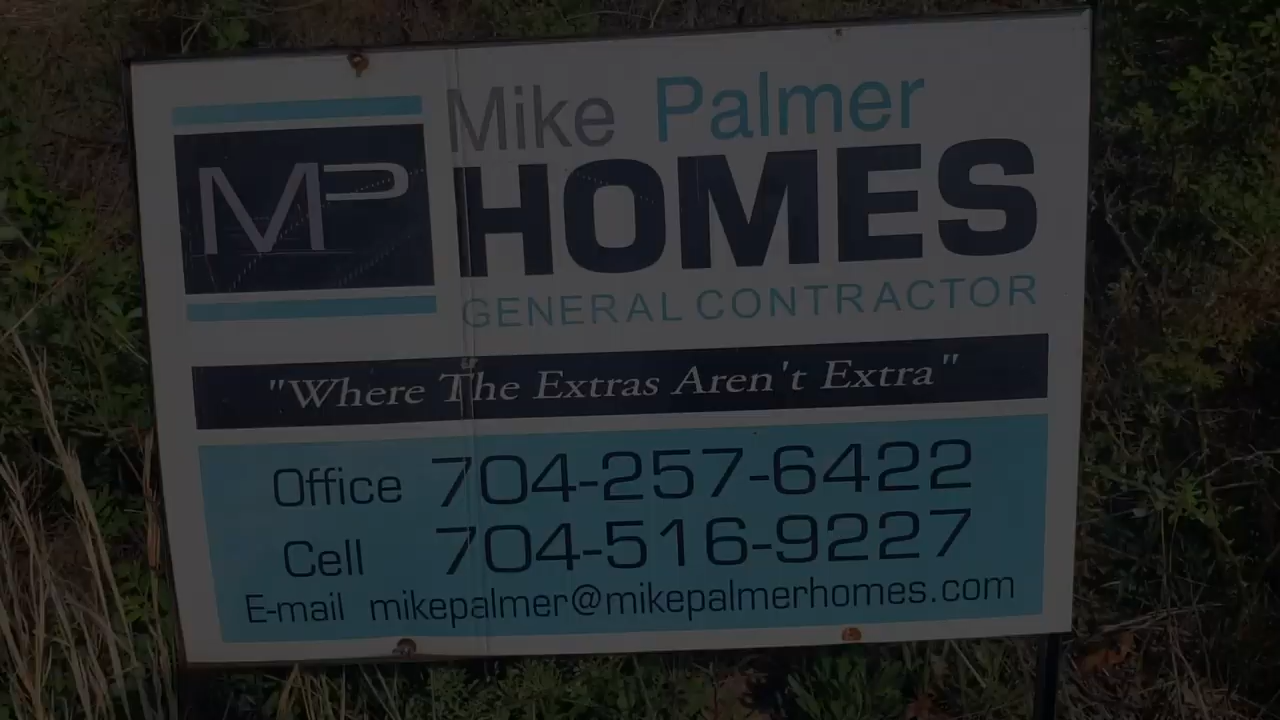 MP
Mike Palmer
HOMES
GENERAL CONTRACTOR
"Where The Extras Aren't Extra"
Office 704-257-6422
Cell 704-516-9227
E-mail mikepalmer@mikepalmerhomes.com